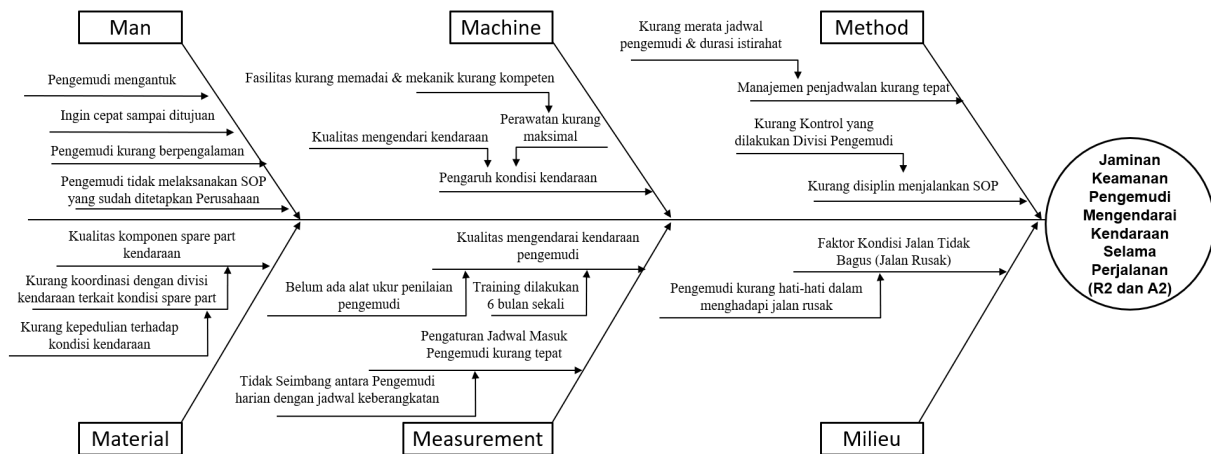 Man
Machine
Method
Pengemudi mengantuk
Ingin cepat sampai ditujuan
Pengemudi kurang berpengalaman
Pengemudi tidak melaksanakan SOP
yang sudah ditetapkan Perusahaan
Fasilitas kurang memadai & mekanik kurang kompeten
Perawatan kurang
maksimal
Kualitas mengendari kendaraan
Pengaruh kondisi kendaraan
Kurang merata jadwal
pengemudi & durasi istirahat
Manajemen penjadwalan kurang tepat
Kurang Kontrol yang
dilakukan Divisi Pengemudi
Kurang disiplin menjalankan SOP
Jaminan
Keamanan
Pengemudi
Mengendarai
Kendaraan
Selama
Perjalanan
(R2 dan A2)
Kualitas komponen spare part
kendaraan
Kurang koordinasi dengan divisi
kendaraan terkait kondisi spare part
Kurang kepedulian terhadap
kondisi kendaraan
Kualitas mengendarai kendaraan
pengemudi
Belum ada alat ukur penilaian
pengemudi
Training dilakukan
6 bulan sekali
Pengaturan Jadwal Masuk
Pengemudi kurang tepat
Tidak Seimbang antara Pengemudi
harian dengan jadwal keberangkatan
Faktor Kondisi Jalan Tidak
Bagus (Jalan Rusak)
Pengemudi kurang hati-hati dalam
menghadapi jalan rusak
Material
Measurement
Milieu